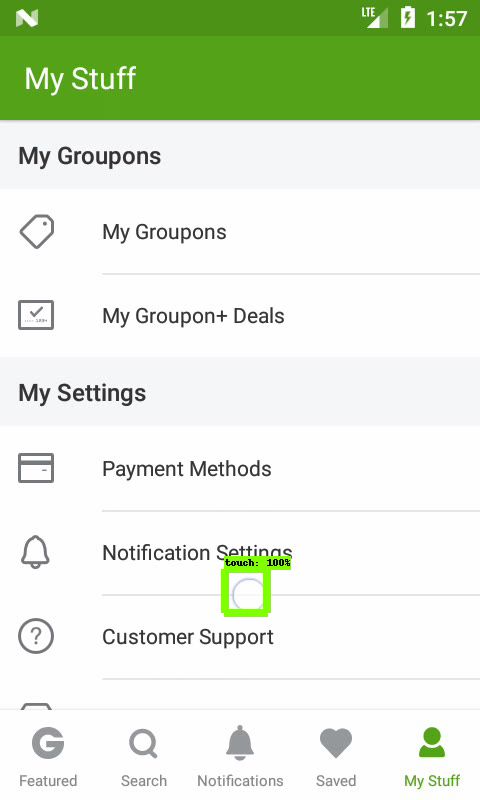 LTE 1:57
My Stuff
My Groupons
My Groupons
My Groupon+ Deals
My Settings
Payment Methods
Notification Settings
touch: 100%
Customer Support
Featured Search Notifications Saved My Stuff